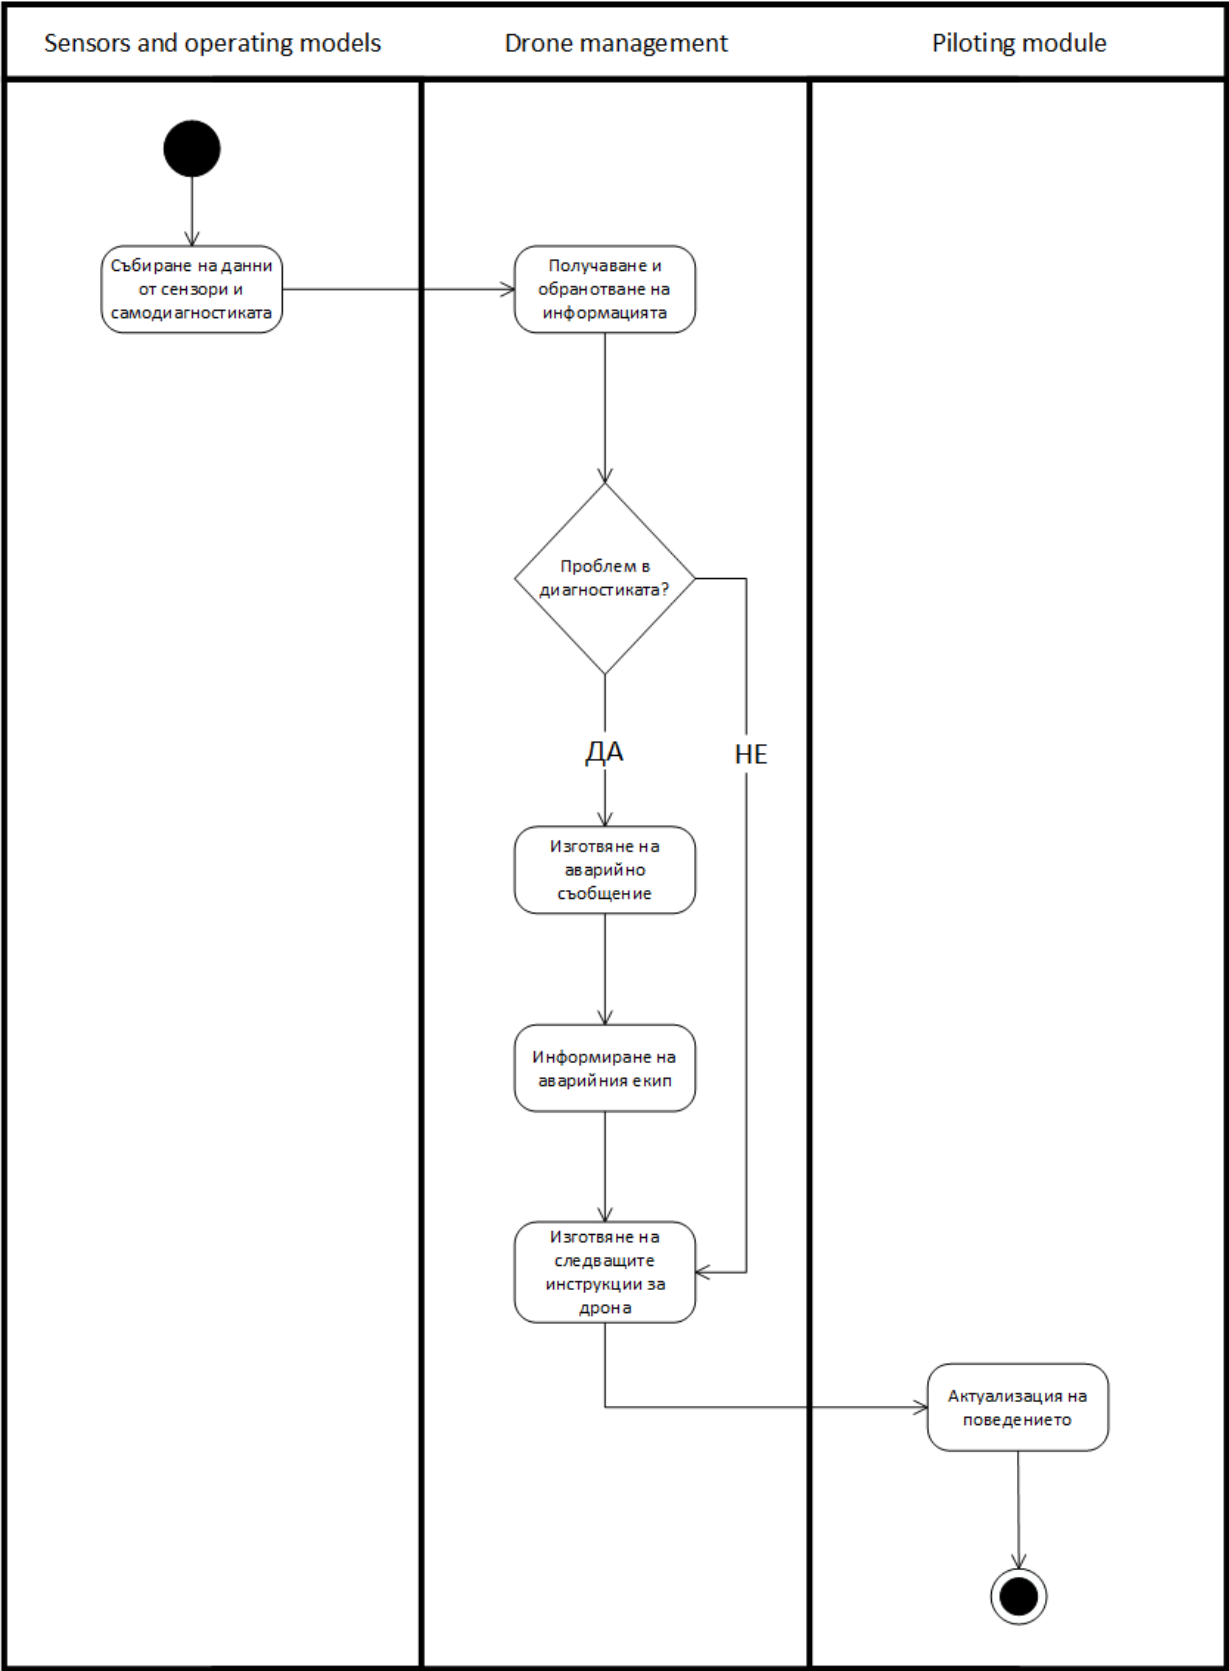 Sensors and operating models
Drone management
Piloting module
Събиране на данни
от сензори и
самодиагностиката
Получаване и
обранотване на
информацията
Проблем в
диагностиката?
ДА
НЕ
Изготвяне на
аварийно
съобщение
Информиране на
аварийния екип
Изготвяне на
следващите
инструкции за
дрона
Актуализация на
поведението